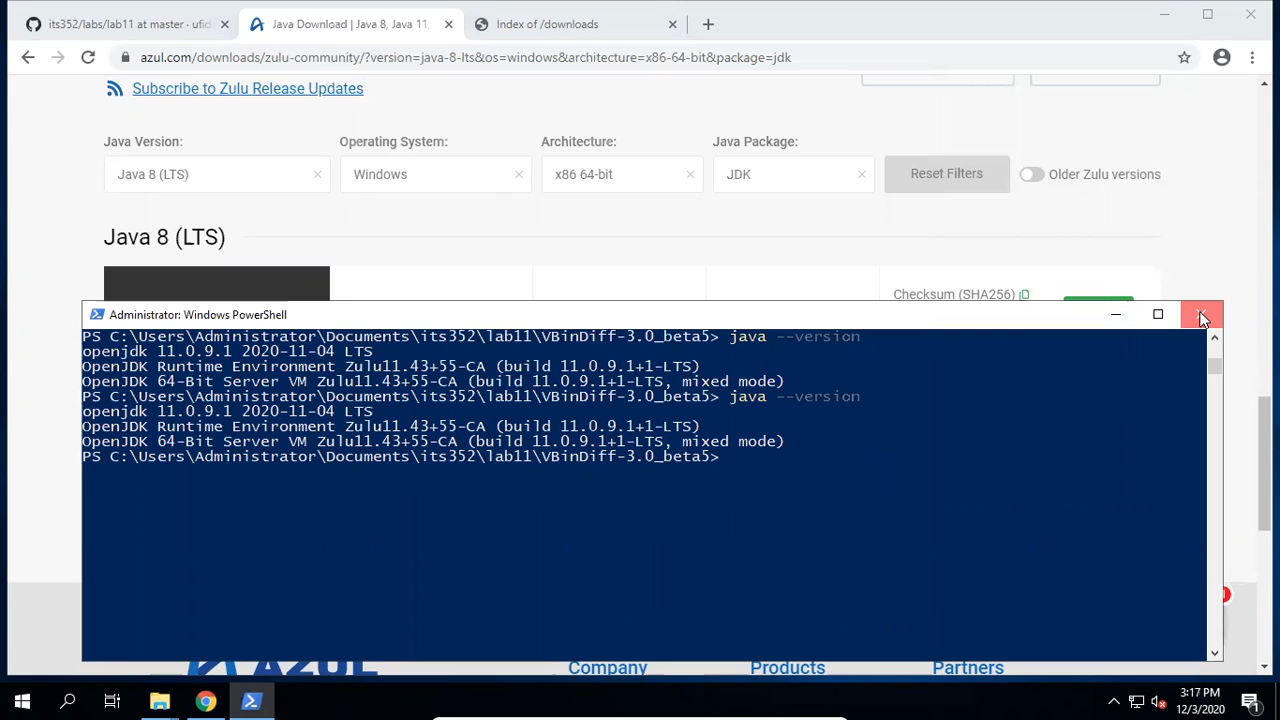 its352/labs/lab11 at master · ufid
Java Download | Java 8, Java 11,
Index of /downloads
azul.com/downloads/zulu-community/?version=java-8-lts&os=windows&architecture=x86-64-bit&package=jdk
Subscribe to Zulu Release Updates
Java Version:
Operating System:
Architecture:
Java Package:
Java 8 (LTS)
Windows
x86 64-bit
JDK
Reset Filters
Older Zulu versions
Java 8 (LTS)
Checksum (SHA256)
Administrator: Windows PowerShell
PS C:\Users\Administrator\Documents\its352\lab11\VBinDiff-3.0_beta5> java --version
openjdk 11.0.9.1 2020-11-04 LTS
OpenJDK Runtime Environment Zulu11.43+55-CA (build 11.0.9.1+1-LTS)
OpenJDK 64-Bit Server VM Zulu11.43+55-CA (build 11.0.9.1+1-LTS, mixed mode)
PS C:\Users\Administrator\Documents\its352\lab11\VBinDiff-3.0_beta5> java --version
openjdk 11.0.9.1 2020-11-04 LTS
OpenJDK Runtime Environment Zulu11.43+55-CA (build 11.0.9.1+1-LTS)
OpenJDK 64-Bit Server VM Zulu11.43+55-CA (build 11.0.9.1+1-LTS, mixed mode)
PS C:\Users\Administrator\Documents\its352\lab11\VBinDiff-3.0_beta5>
AZUL
Company
Products
Partners
3:17 PM
12/3/2020
1